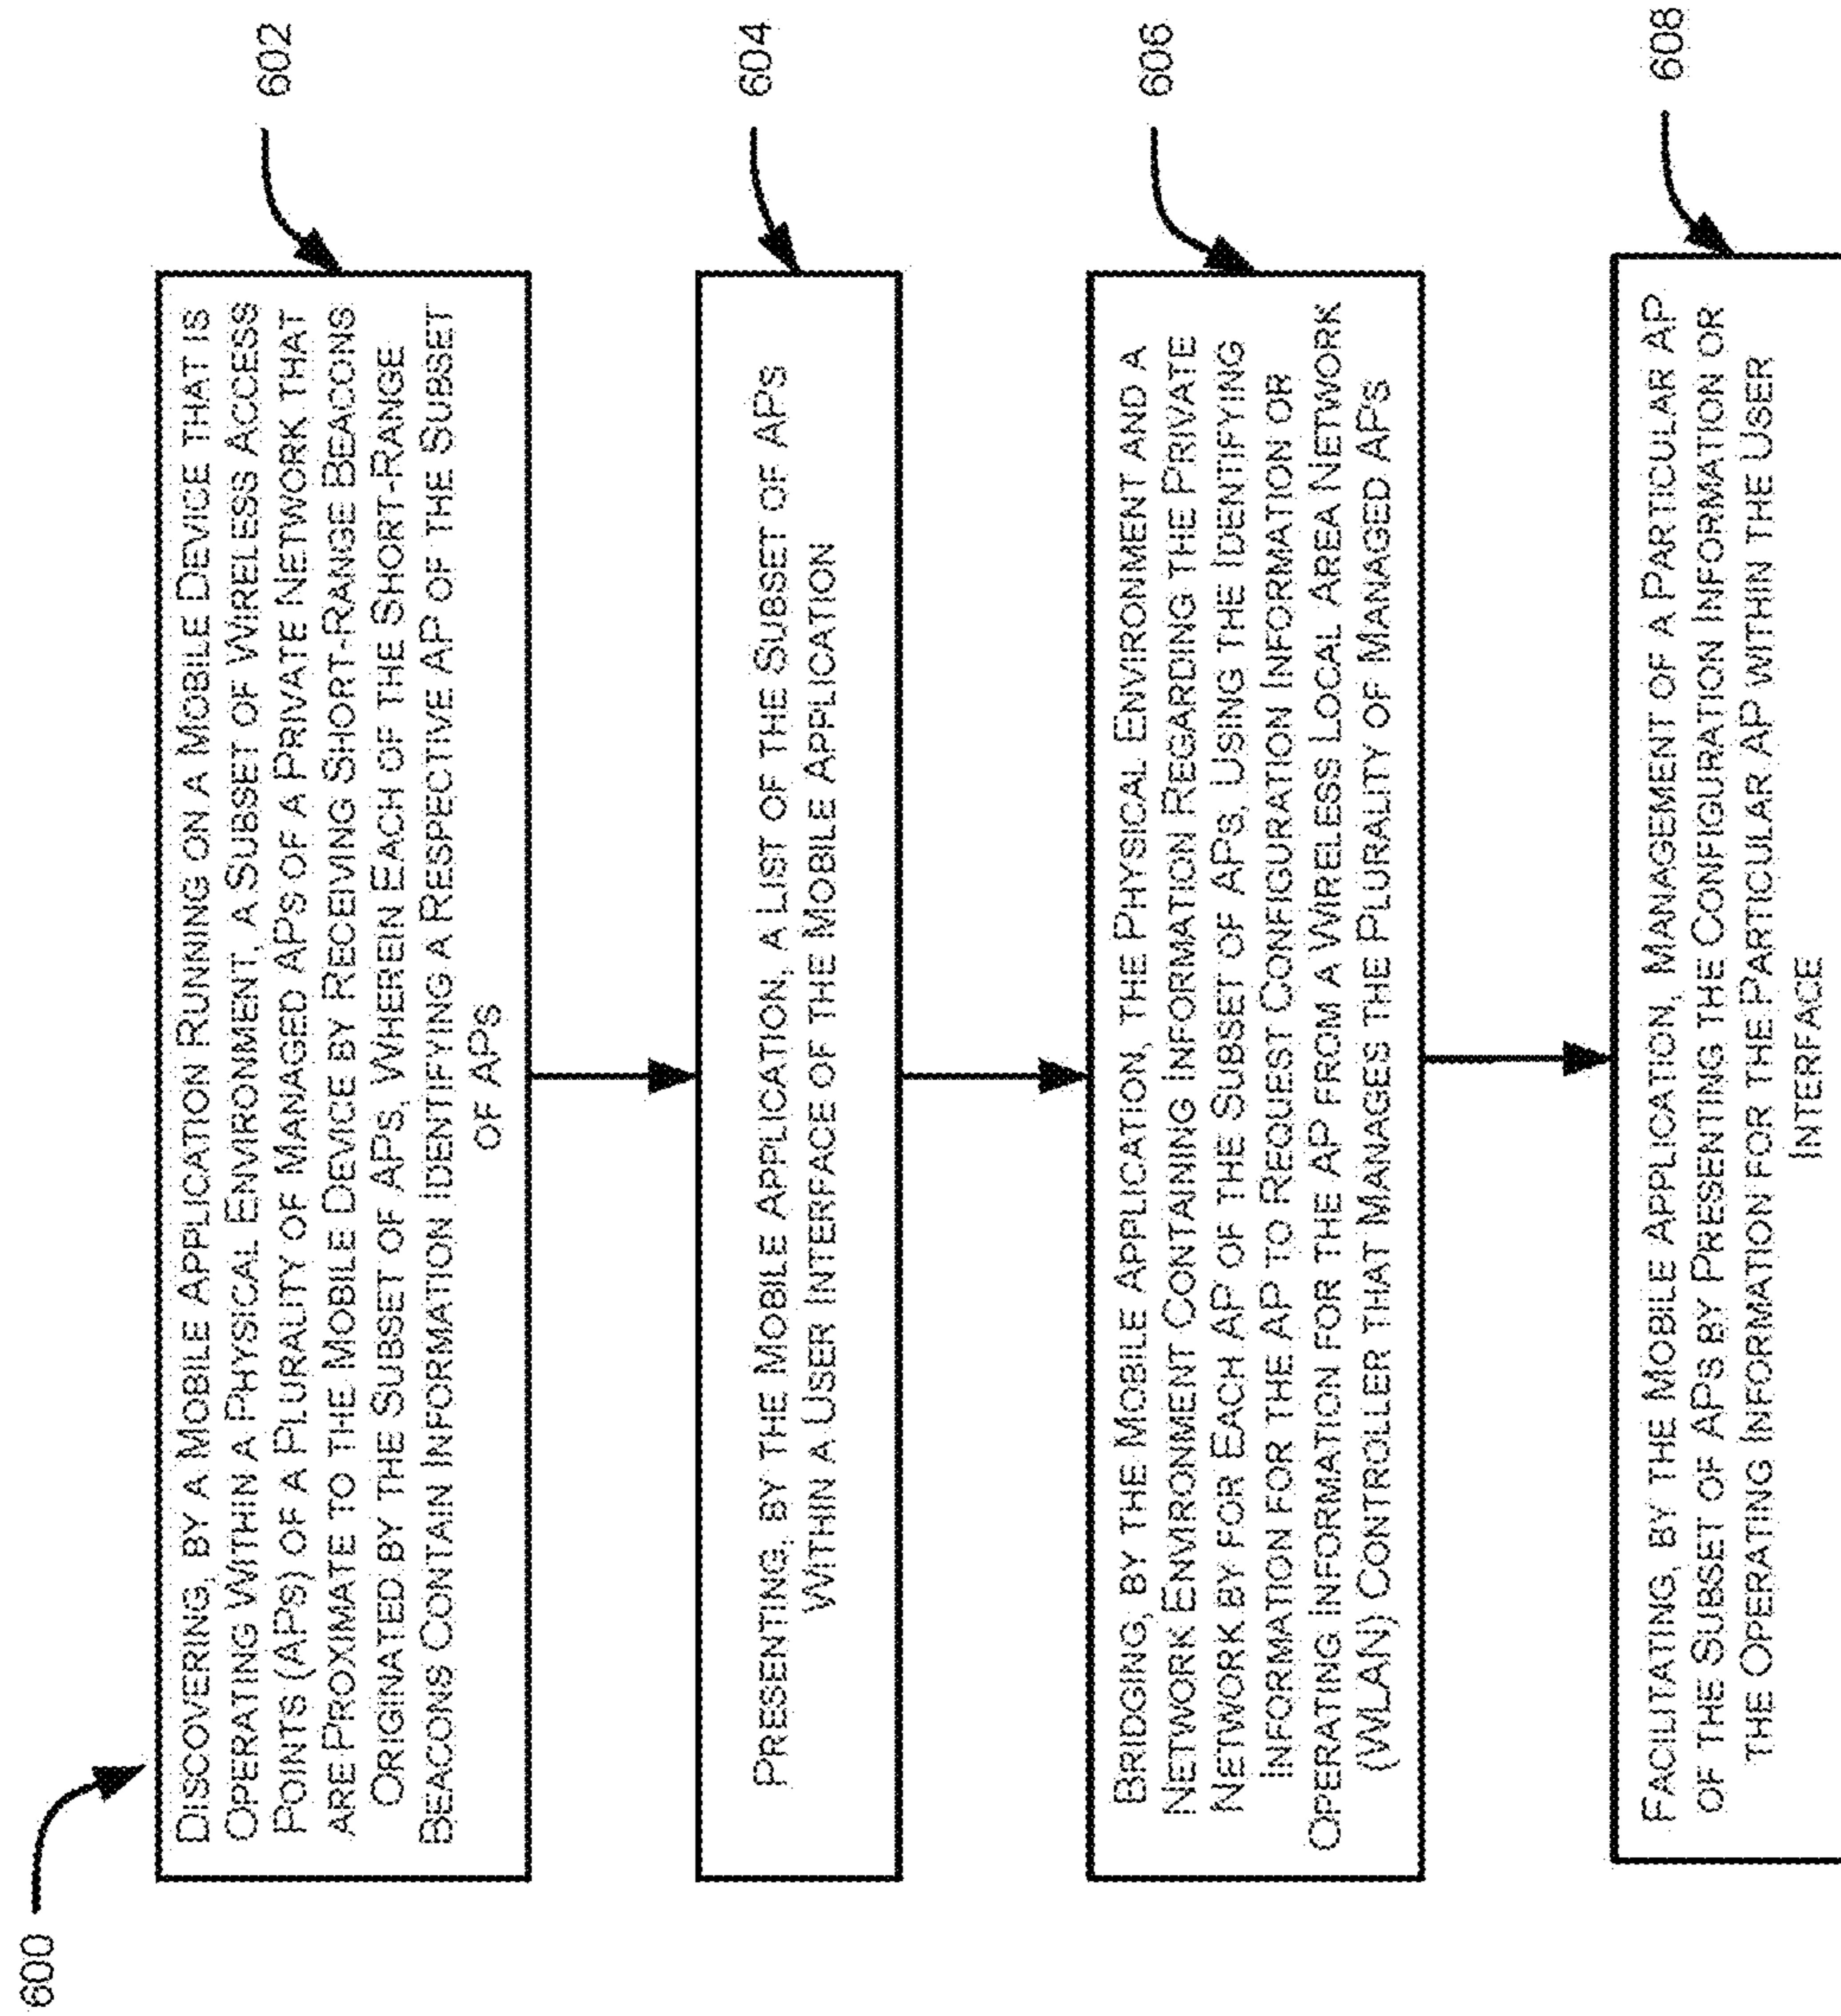 600
DISCOVERING, BY A MOBILE APPLICATION RUNNING ON A MOBILE DEVICE THAT IS
OPERATING WITHIN A PHYSICAL ENVIRONMENT, A SUBSET OF WIRELESS ACCESS
POINTS (APS) OF A PLURALITY OF MANAGED APS OF A PRIVATE NETWORK THAT
ARE PROXIMATE TO THE MOBILE DEVICE BY RECEIVING SHORT-RANGE BEACONS
ORIGINATED BY THE SUBSET OF APS, WHEREIN EACH OF THE SHORT-RANGE
BEACONS CONTAIN INFORMATION IDENTIFYING A RESPECTIVE AP OF THE SUBSET
OF APS
602
PRESENTING, BY THE MOBILE APPLICATION, A LIST OF THE SUBSET OF APS
WITHIN A USER INTERFACE OF THE MOBILE APPLICATION
604
BRIDGING, BY THE MOBILE APPLICATION, THE PHYSICAL ENVIRONMENT AND A
NETWORK ENVIRONMENT CONTAINING INFORMATION REGARDING THE PRIVATE
NETWORK BY FOR EACH AP OF THE SUBSET OF APS, USING THE IDENTIFYING
INFORMATION FOR THE AP TO REQUEST CONFIGURATION INFORMATION OR
OPERATING INFORMATION FOR THE AP FROM A WIRELESS LOCAL AREA NETWORK
(WLAN) CONTROLLER THAT MANAGES THE PLURALITY OF MANAGED APS
606
FACILITATING, BY THE MOBILE APPLICATION, MANAGEMENT OF A PARTICULAR AP
OF THE SUBSET OF APS BY PRESENTING THE CONFIGURATION INFORMATION OR
THE OPERATING INFORMATION FOR THE PARTICULAR AP WITHIN THE USER
INTERFACE
608